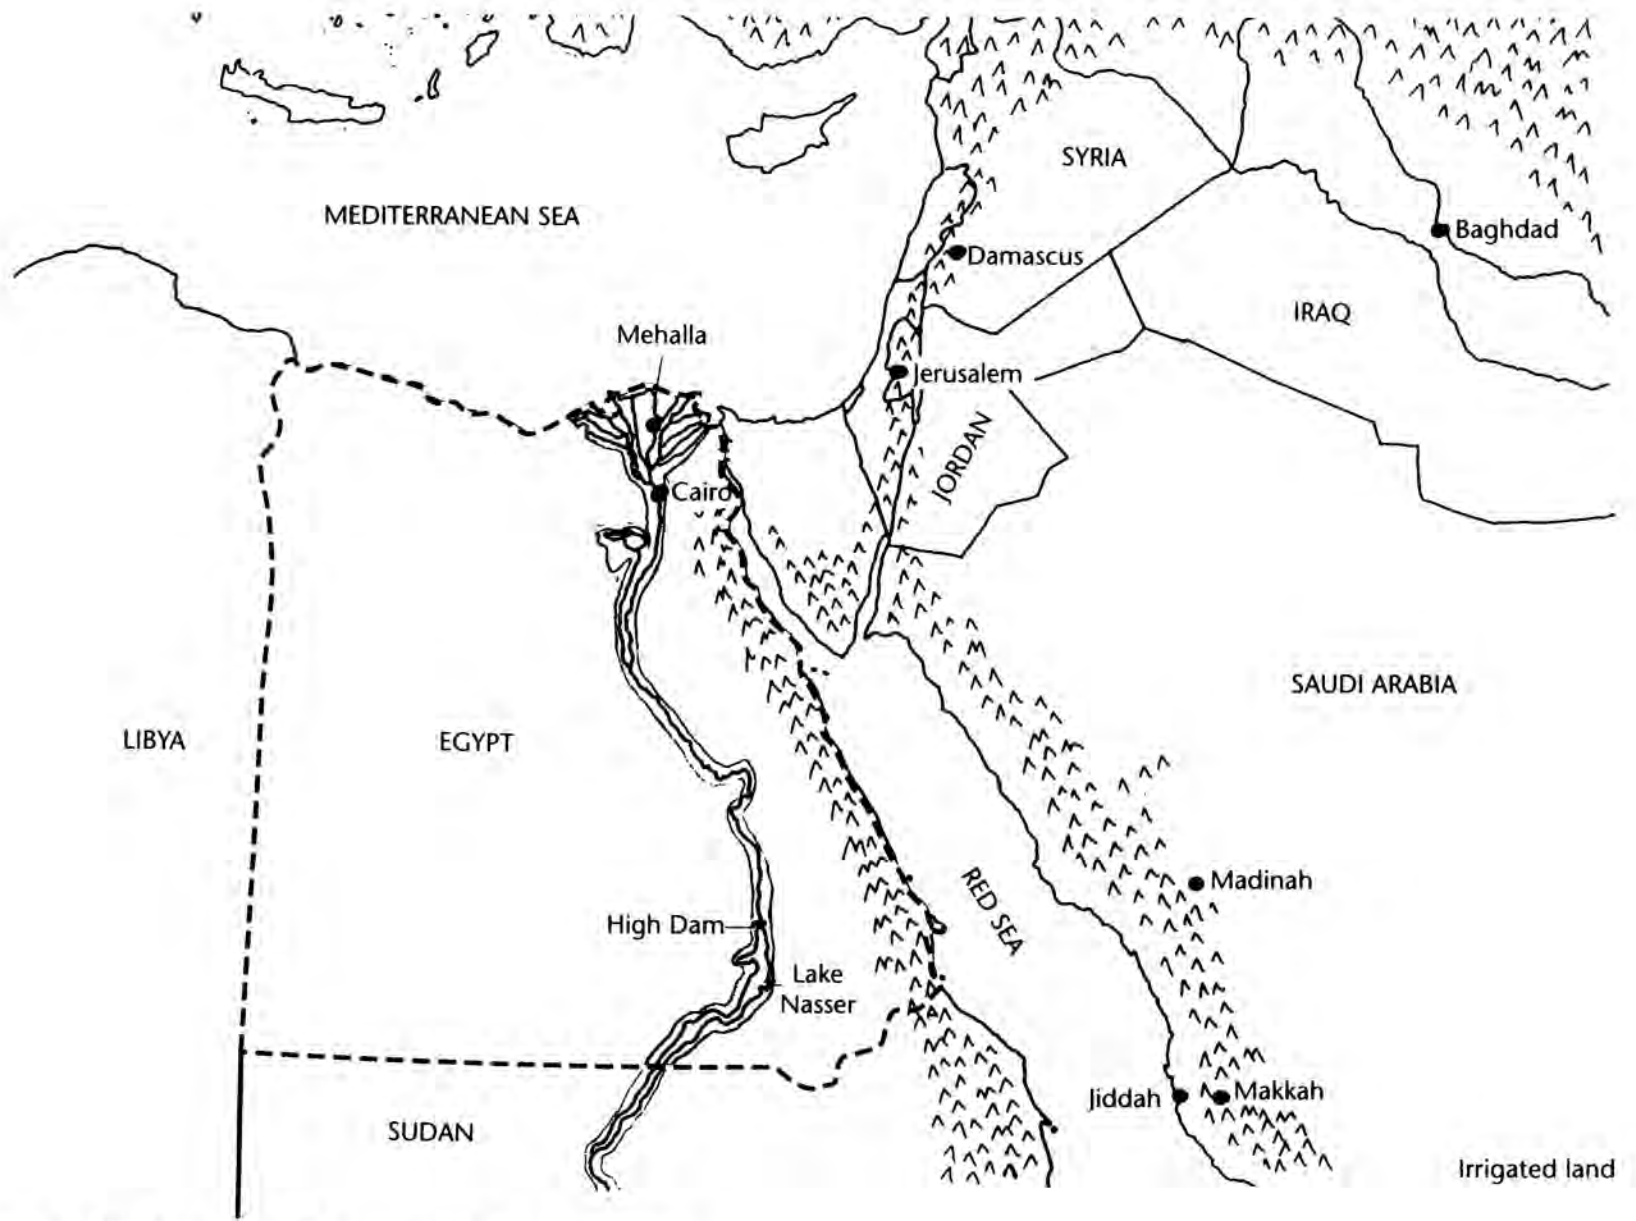 SYRIA
MEDITERRANEAN SEA
Baghdad
Damascus
IRAQ
Mehalla
Jerusalem
JORDAN
Cairo
SAUDI ARABIA
LIBYA
EGYPT
Madinah
RED SEA
High Dam
Lake
Nasser
Jiddah
Makkah
SUDAN
Irrigated land